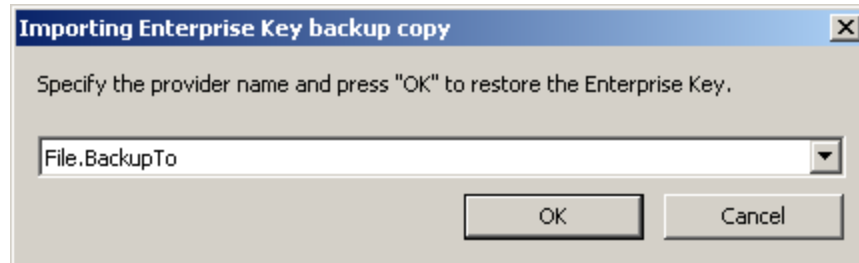 Importing Enterprise Key backup copy
Specify the provider name and press "OK" to restore the Enterprise Key.
File.BackupTo
OK Cancel